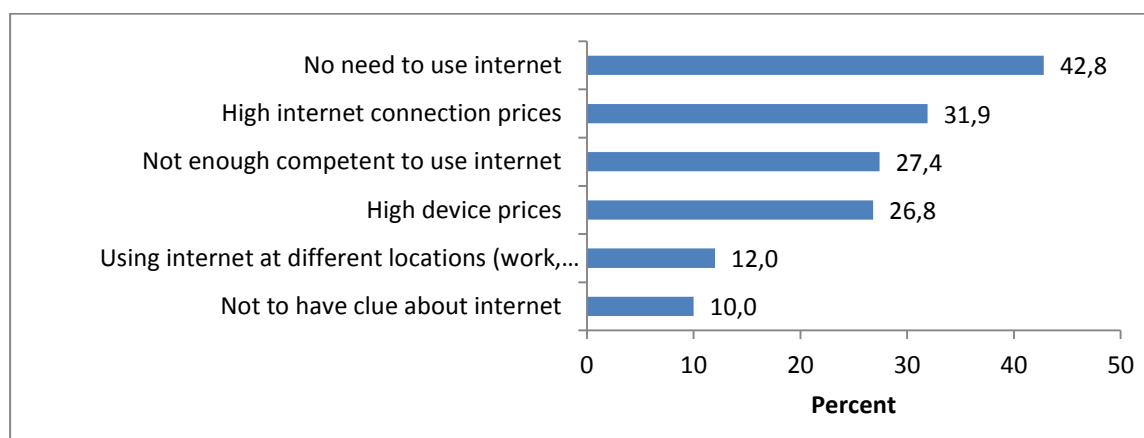 No need to use internet 42,8
High internet connection prices 31,9
Not enough competent to use internet 27,4
High device prices 26,8
Using internet at different locations (work,… 12,0
Not to have clue about internet 10,0
0 10 20 30 40 50
Percent